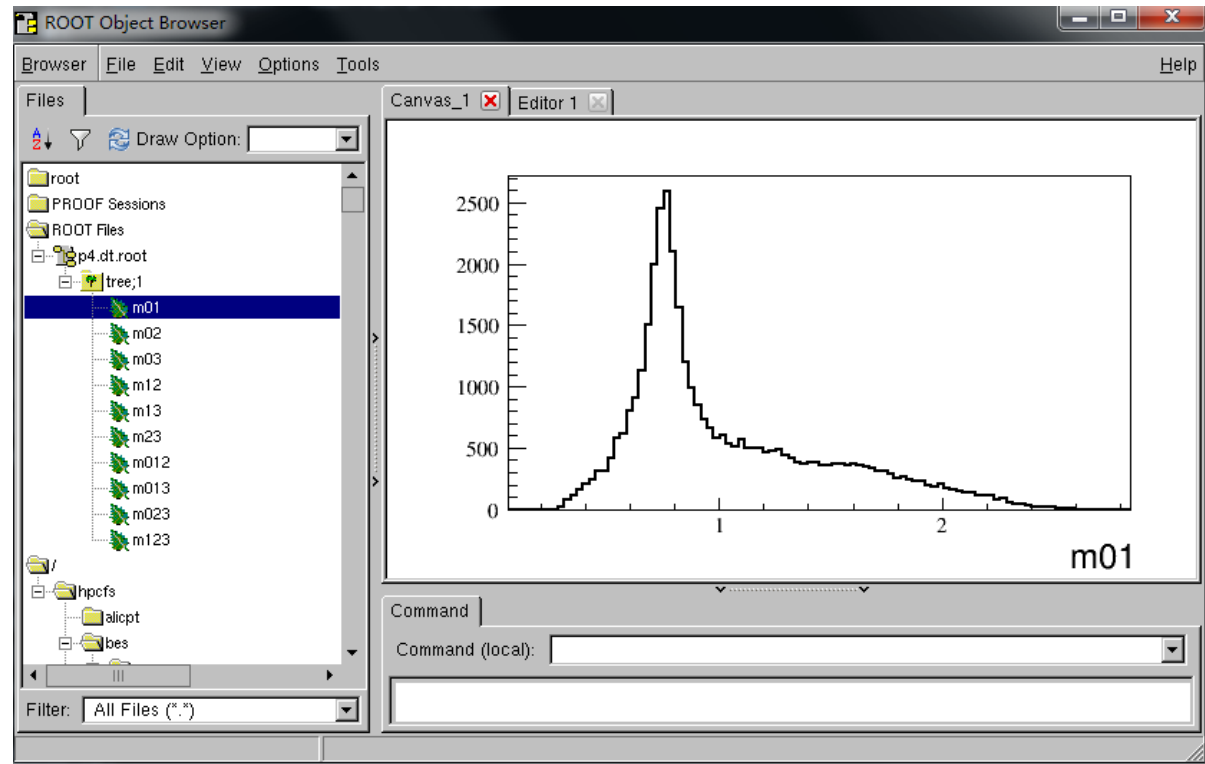 ROOT Object Browser
Browser File Edit View Options Tools Help
Files
Draw Option:
root
PROOF Sessions
ROOT Files
p4.dt.root
tree;1
m01
m02
m03
m12
m13
m23
m012
m013
m023
m123
/
hpcfs
alicpt
bes
Filter: All Files (*.*)
Canvas_1 Editor 1
2500
2000
1500
1000
500
0
1 2
m01
Command
Command (local):